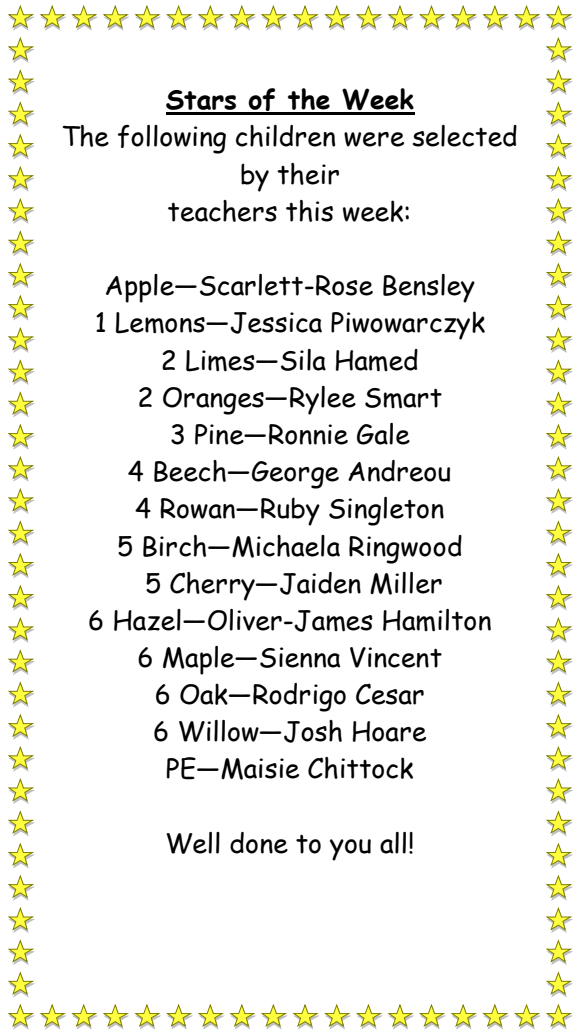 Stars of the Week
The following children were selected
by their
teachers this week:
Apple—Scarlett-Rose Bensley
1 Lemons—Jessica Piwowarczyk
2 Limes—Sila Hamed
2 Oranges—Rylee Smart
3 Pine—Ronnie Gale
4 Beech—George Andreou
4 Rowan—Ruby Singleton
5 Birch—Michaela Ringwood
5 Cherry—Jaiden Miller
6 Hazel—Oliver-James Hamilton
6 Maple—Sienna Vincent
6 Oak—Rodrigo Cesar
6 Willow—Josh Hoare
PE—Maisie Chittock
Well done to you all!